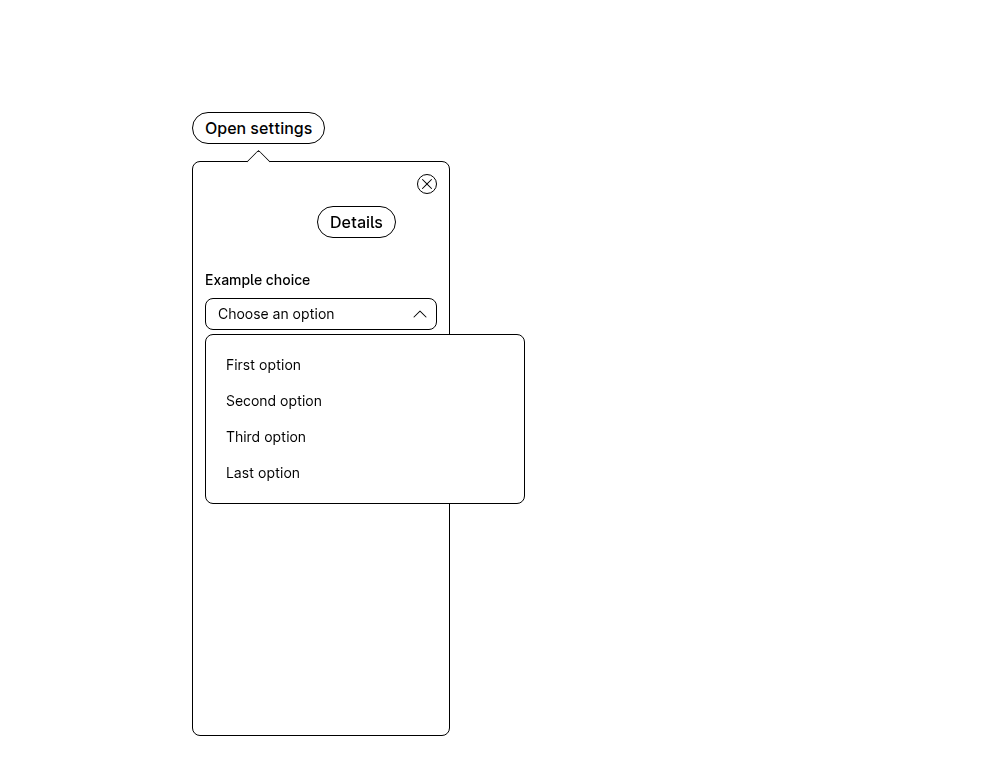 Open settings
Details
Example choice
Choose an option
First option
Second option
Third option
Last option